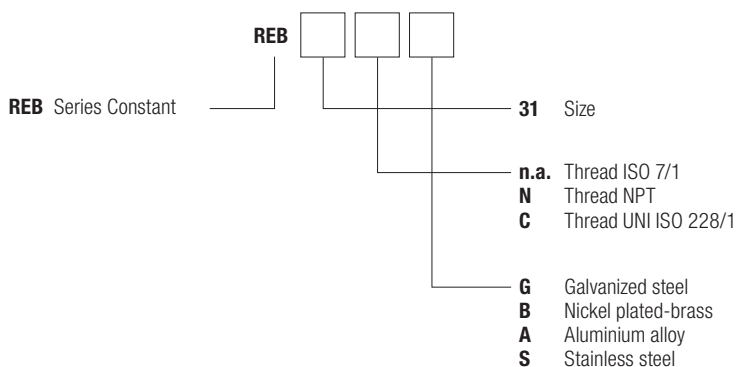 REB
REB Series Constant
31 Size
n.a. Thread ISO 7/1
N Thread NPT
C Thread UNI ISO 228/1
G Galvanized steel
B Nickel plated-brass
A Aluminium alloy
S Stainless steel